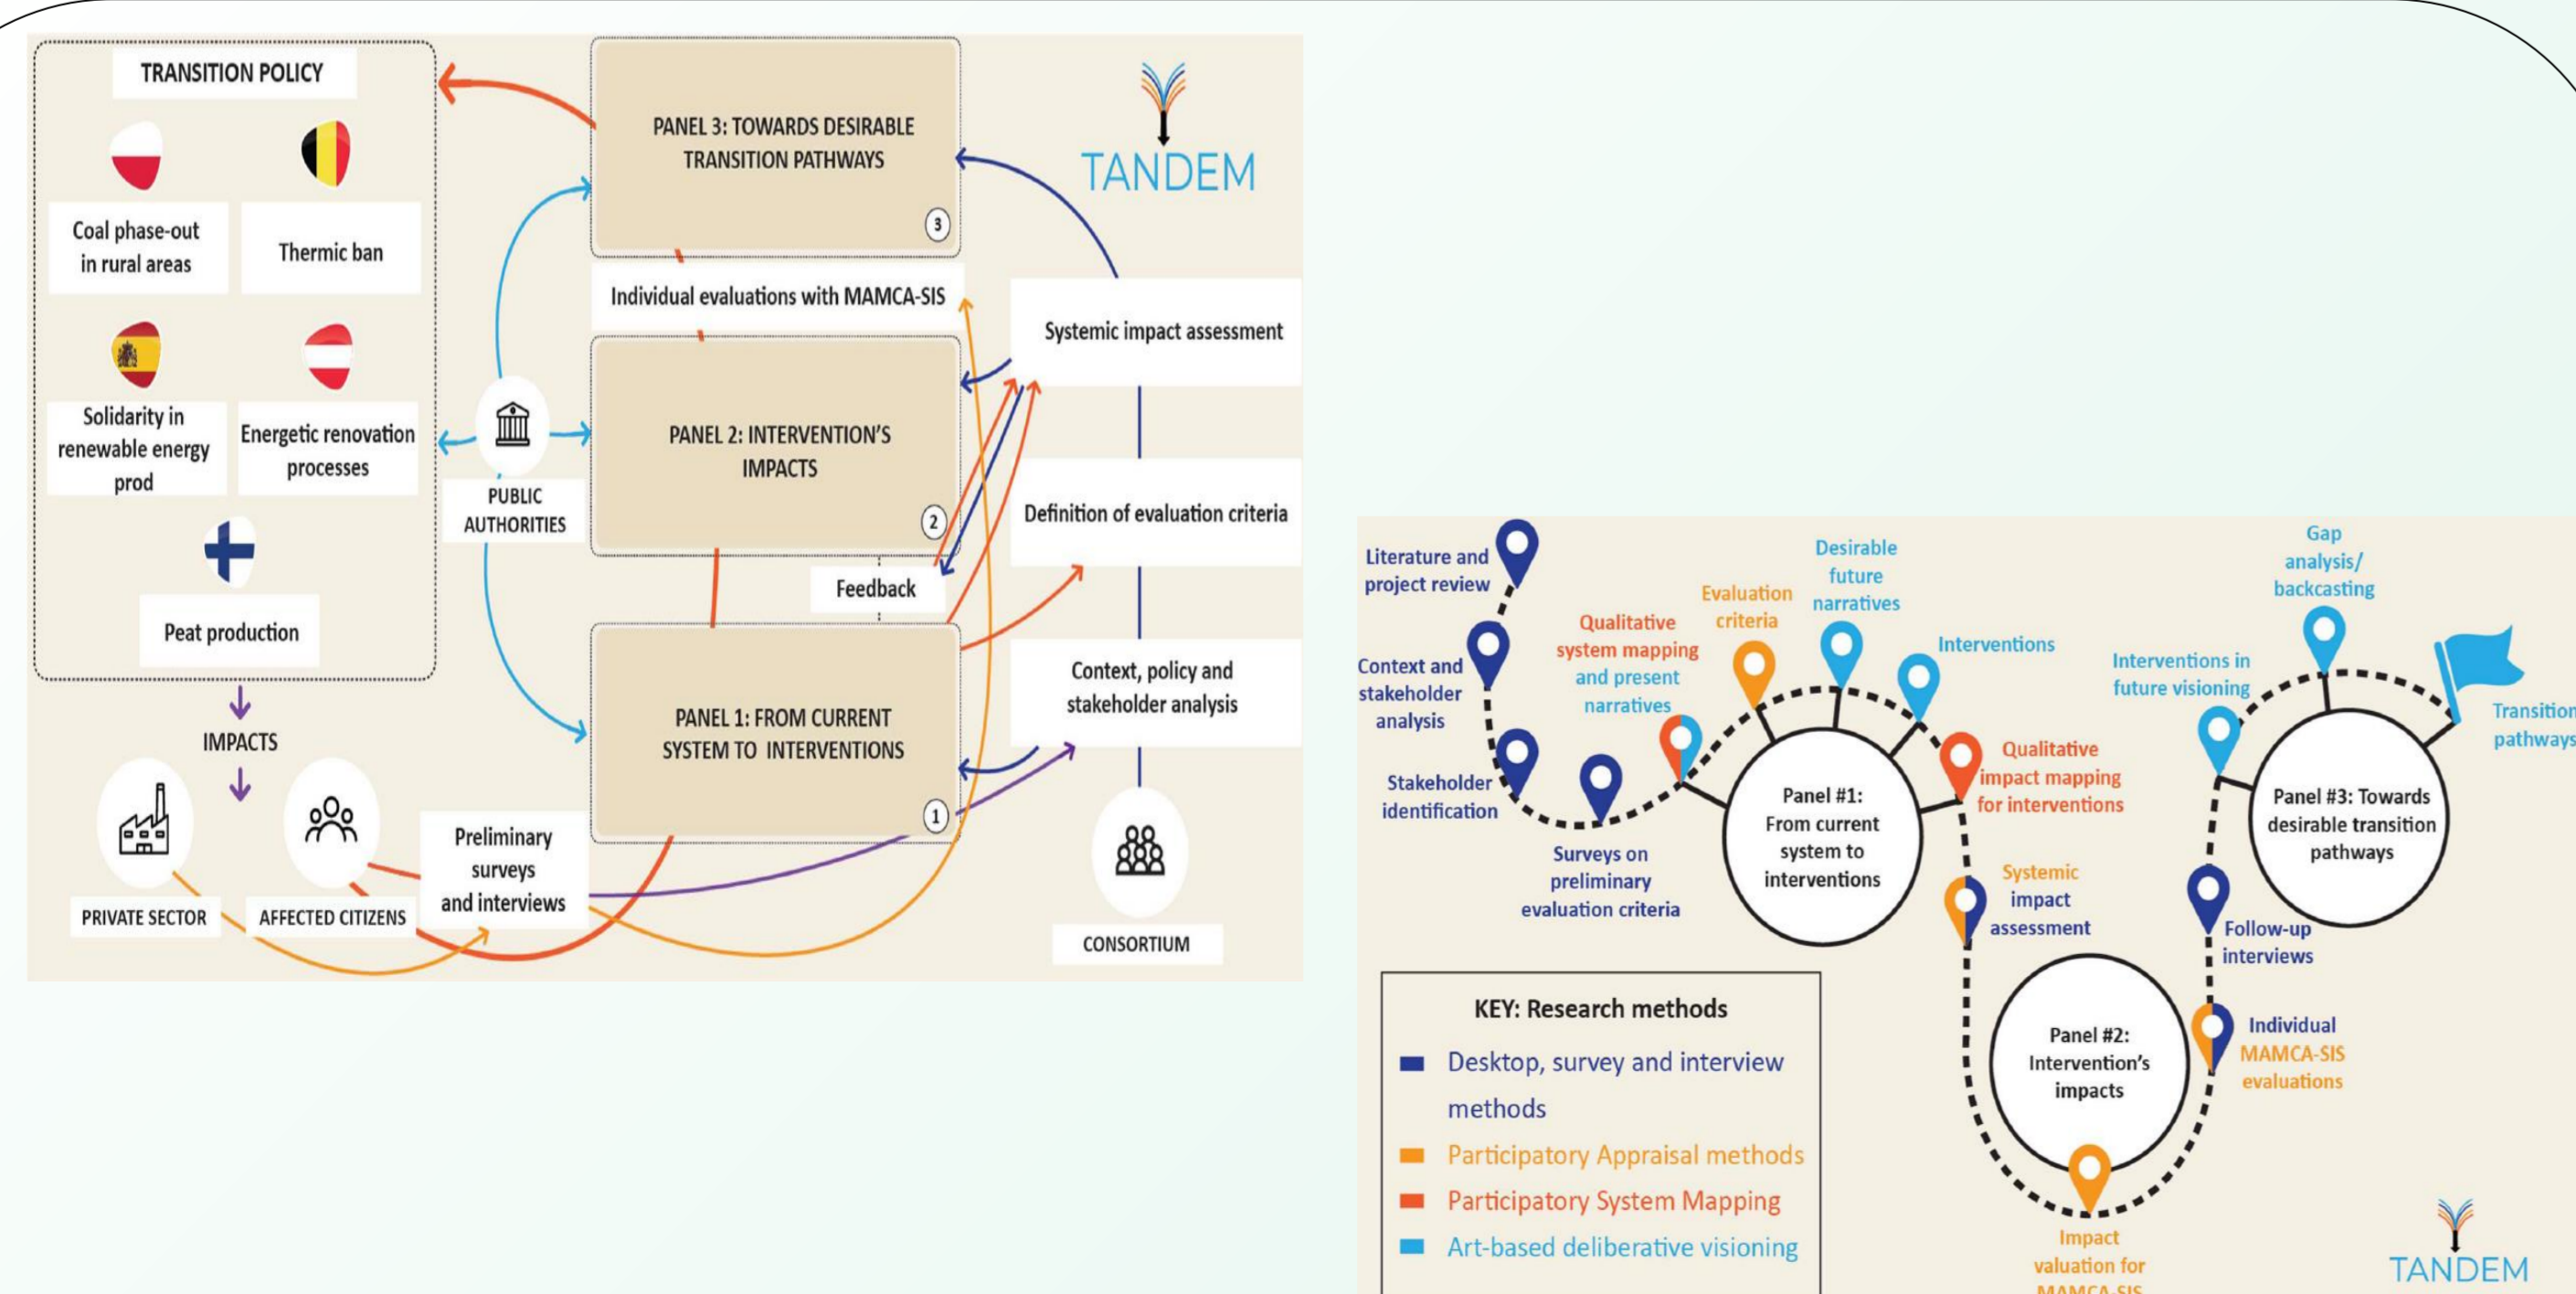 TRANSITION POLICY
Coal phase-out
in rural areas
Thermic ban
Solidarity in
renewable energy
prod
Energetic renovation
processes
Peat production
IMPACTS
PRIVATE SECTOR
AFFECTED CITIZENS
Preliminary
surveys
and interviews
PUBLIC
AUTHORITIES
PANEL 3: TOWARDS DESIRABLE
TRANSITION PATHWAYS
3
Individual evaluations with MAMCA-SIS
PANEL 2: INTERVENTION'S
IMPACTS
2
Feedback
PANEL 1: FROM CURRENT
SYSTEM TO INTERVENTIONS
1
TANDEM
Systemic impact assessment
Definition of evaluation criteria
Context, policy and
stakeholder analysis
CONSORTIUM
Literature and
project review
Context and
stakeholder
analysis
Stakeholder
identification
Surveys on
preliminary
evaluation criteria
Qualitative
system mapping
and present
narratives
Evaluation
criteria
Desirable
future
narratives
Interventions
Qualitative
impact mapping
for interventions
Panel #1:
From current
system to
interventions
Systemic
impact
assessment
Panel #2:
Intervention's
impacts
Impact
valuation for
MAMCA-SIS
Individual
MAMCA-SIS
evaluations
Follow-up
interviews
Interventions in
future visioning
Gap
analysis/
backcasting
Transition
pathways
Panel #3: Towards
desirable transition
pathways
KEY: Research methods
Desktop, survey and interview
methods
Participatory Appraisal methods
Participatory System Mapping
Art-based deliberative visioning
TANDEM